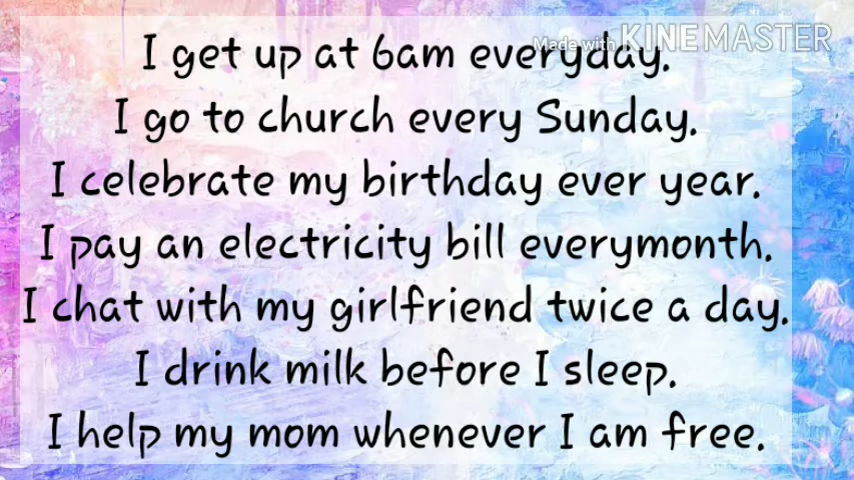 Made with KINEMASTER
I get up at 6am everyday.
I go to church every Sunday.
I celebrate my birthday ever year.
I pay an electricity bill everymonth.
I chat with my girlfriend twice a day.
I drink milk before I sleep.
I help my mom whenever I am free.